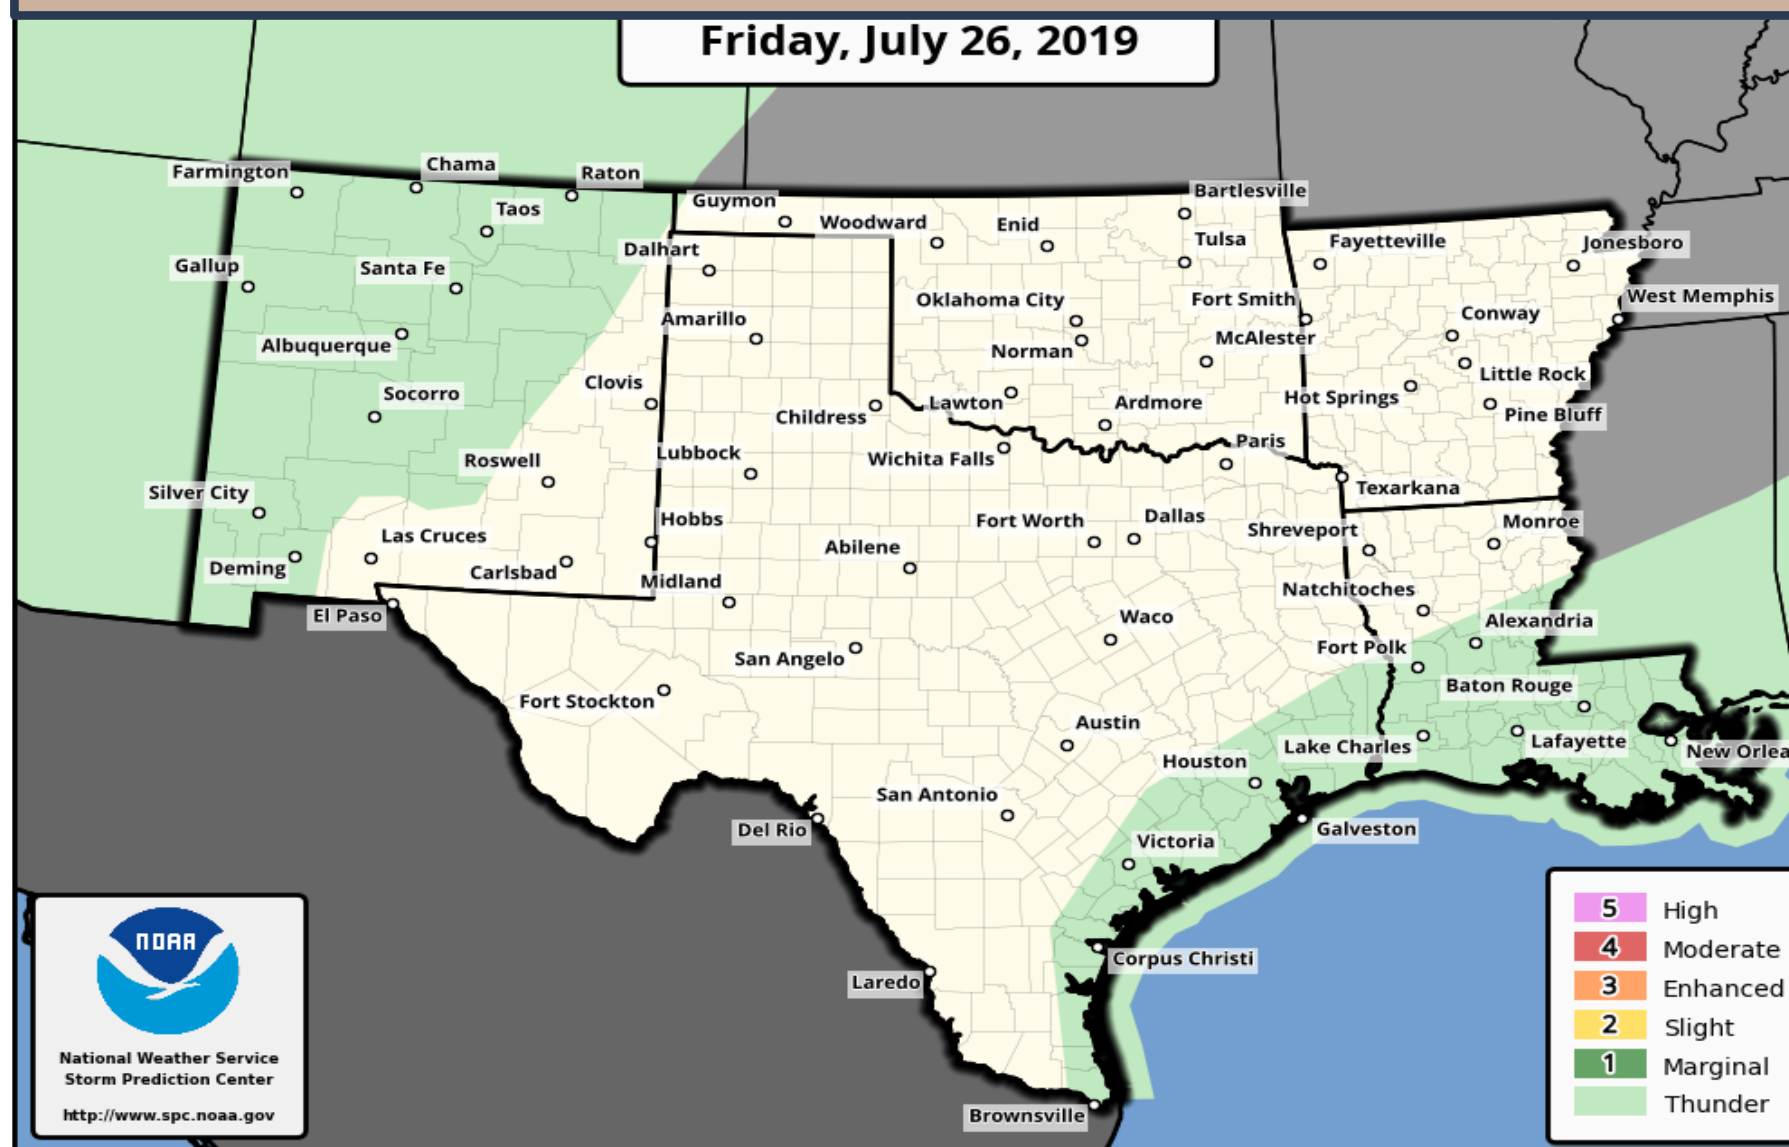 Friday, July 26, 2019
Farmington
Chama
Raton
Taos
Guymon
Woodward
Enid
Bartlesville
Tulsa
Fayetteville
Jonesboro
Gallup
Santa Fe
Dalhart
Oklahoma City
Fort Smith
West Memphis
Albuquerque
Amarillo
Norman
McAlester
Conway
Socorro
Clovis
Childress
Lawton
Ardmore
Hot Springs
Little Rock
Pine Bluff
Roswell
Lubbock
Wichita Falls
Paris
Texarkana
Silver City
Las Cruces
Hobbs
Fort Worth
Dallas
Shreveport
Monroe
Deming
Carlsbad
Midland
Abilene
Natchitoches
El Paso
Waco
Alexandria
San Angelo
Fort Polk
Fort Stockton
Baton Rouge
Austin
Lake Charles
Lafayette
New Orlea
Houston
San Antonio
Del Rio
Galveston
Victoria
Laredo
Corpus Christi
Brownsville
NOAA
National Weather Service
Storm Prediction Center
http://www.spc.noaa.gov
5 High
4 Moderate
3 Enhanced
2 Slight
1 Marginal
Thunder